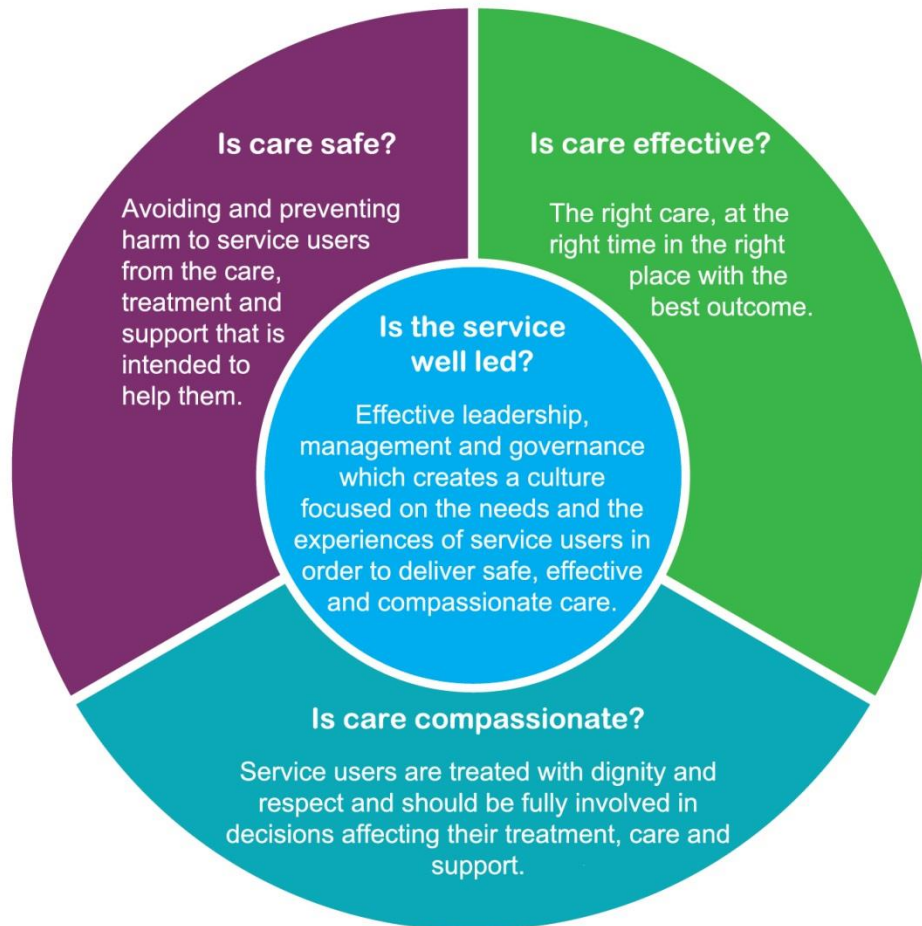 Is care safe?
Avoiding and preventing
harm to service users
from the care,
treatment and
support that is
intended to
help them.
Is care effective?
The right care, at the
right time in the right
place with the
best outcome.
Is the service
well led?
Effective leadership,
management and governance
which creates a culture
focused on the needs and the
experiences of service users in
order to deliver safe, effective
and compassionate care.
Is care compassionate?
Service users are treated with dignity and
respect and should be fully involved in
decisions affecting their treatment, care and
support.